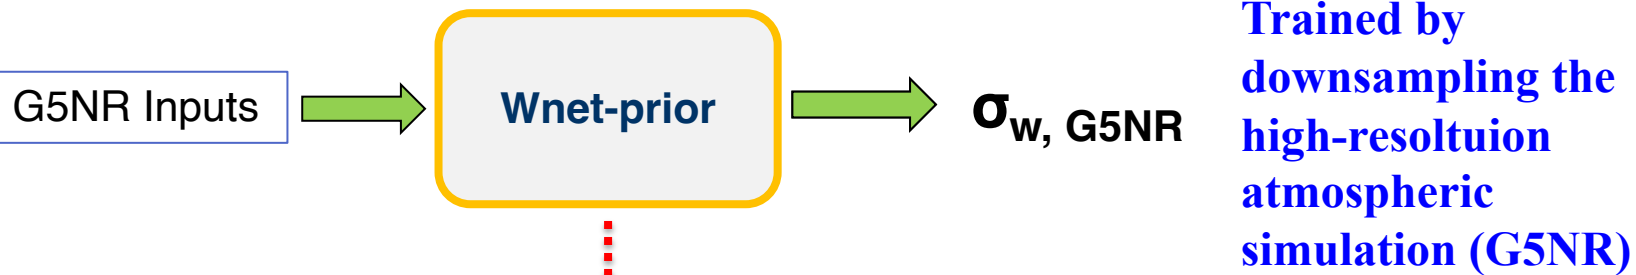 G5NR Inputs
Wnet-prior
σw, G5NR
Trained by
downsampling the
high-resoltuion
atmospheric
simulation (G5NR)